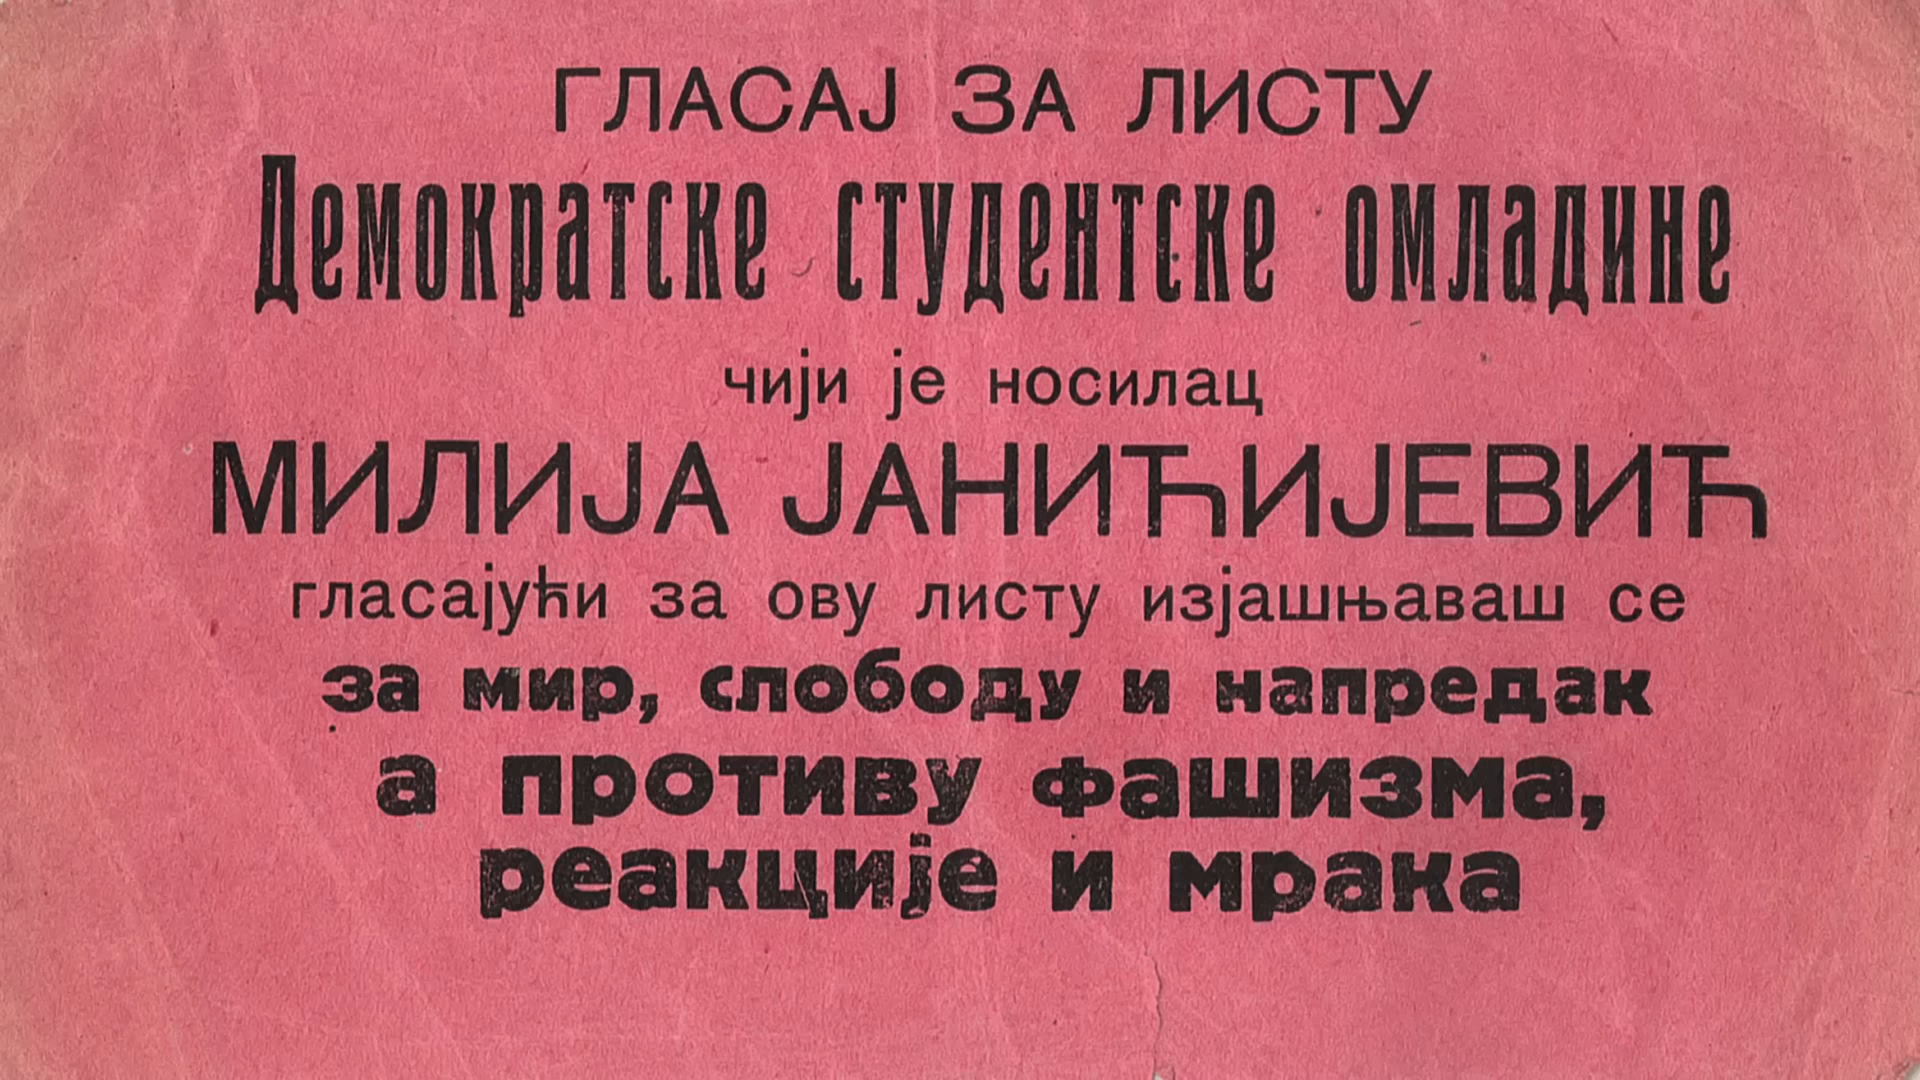 ГЛАСАЈ ЗА ЛИСТУ
Демократске студентске омладине
чији је носилац
МИЛИЈА ЈАНИЋИЈЕВИЋ
гласајући за ову листу изјашњаваш се
за мир, слободу и напредак
а противу фашизма,
реакције и мрака